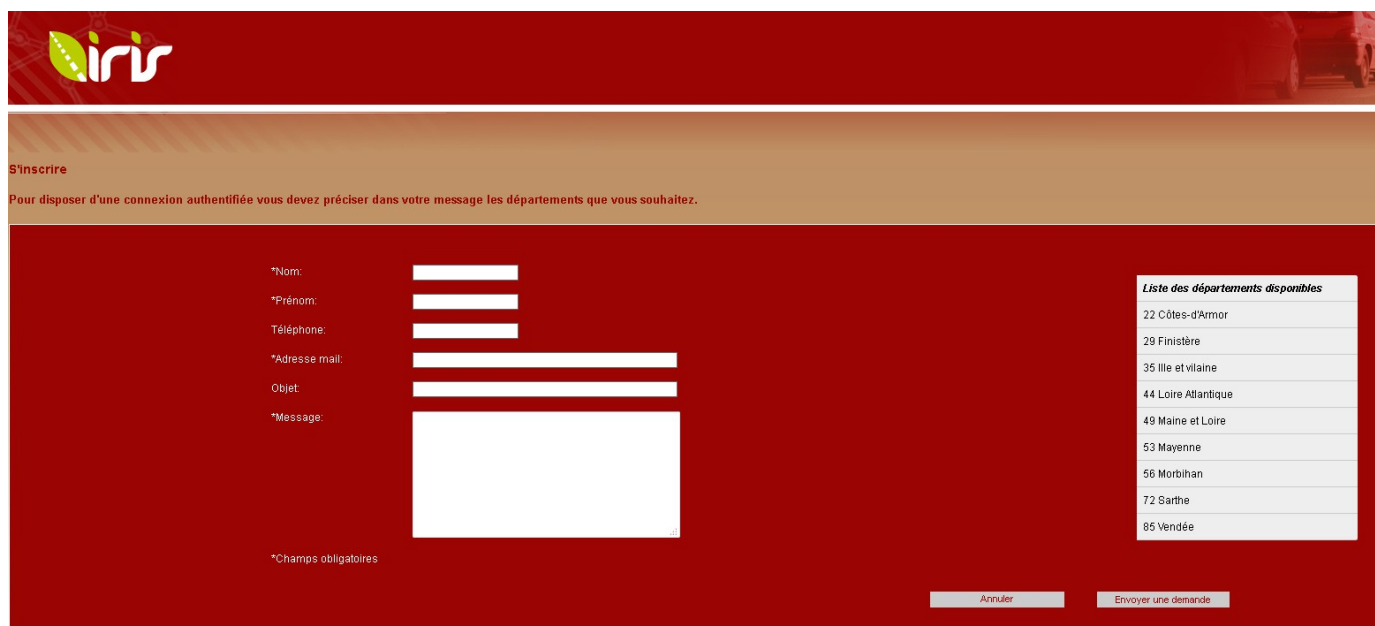 iris
S'inscrire
Pour disposer d'une connexion authentifiée vous devez préciser dans votre message les départements que vous souhaitez.
*Nom:
*Prénom:
Téléphone:
*Adresse mail:
Objet:
*Message:
*Champs obligatoires
Liste des départements disponibles
22 Côtes-d'Armor
29 Finistère
35 Ille et vilaine
44 Loire Atlantique
49 Maine et Loire
53 Mayenne
56 Morbihan
72 Sarthe
85 Vendée
Annuler
Envoyer une demande